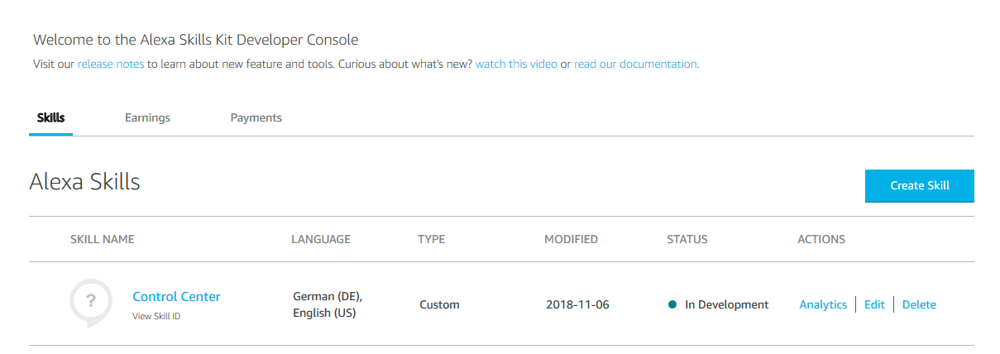 Welcome to the Alexa Skills Kit Developer Console
Visit our release notes to learn about new feature and tools. Curious about what's new? watch this video or read our documentation.
Skills Earnings Payments
Alexa Skills
Create Skill
SKILL NAME LANGUAGE TYPE MODIFIED STATUS ACTIONS
?
Control Center
View Skill ID
German (DE),
English (US)
Custom
2018-11-06
In Development
Analytics Edit Delete